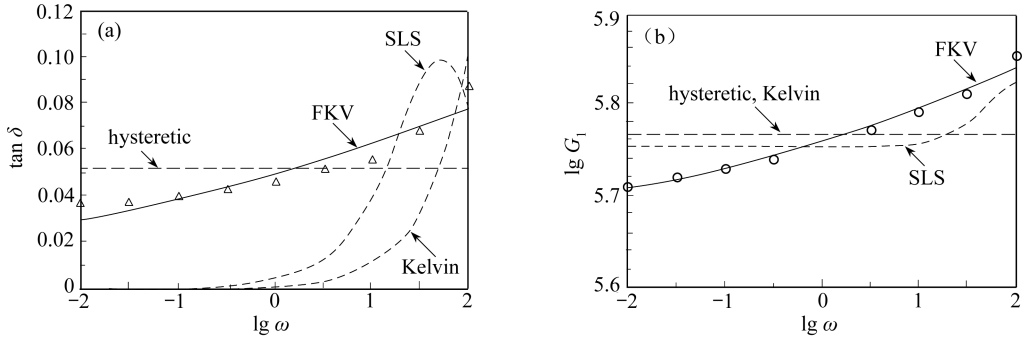 (a)
0.12
0.10
0.08
0.06
0.04
0.02
0
tan δ
SLS
FKV
hysteretic
Kelvin
−2
−1
0
1
2
lg ω
(b)
5.9
5.8
5.7
5.6
lg G₁
FKV
hysteretic, Kelvin
SLS
−2
−1
0
1
2
lg ω